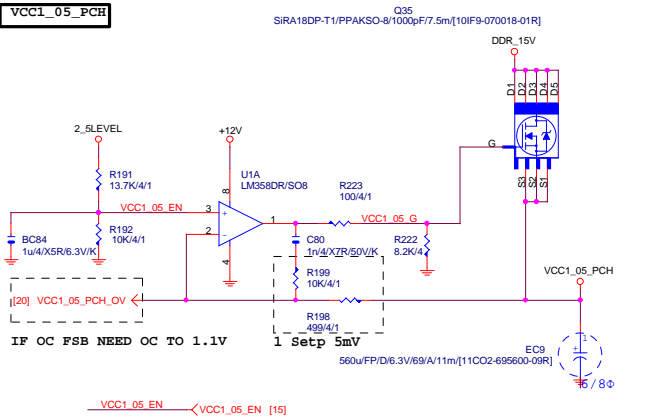 VCC1_05_PCH
Q35
SiRA18DP-T1/PPAKSO-8/1000pF/7.5m/[10IF9-070018-01R]
DDR_15V
D1
D2
D3
D4
D5
G
S3
S2
S1
2_5LEVEL
+12V
R191
13.7K/4/1
U1A
LM358DR/SO8
8
R223
100/4/1
VCC1_05_EN
3
+
2
-
1
4
VCC1_05_G
BC84
1u/4/X5R/6.3V/K
R192
10K/4/1
C80
1n/4/X7R/50V/K
R222
8.2K/4
R199
10K/4/1
VCC1_05_PCH
[20] VCC1_05_PCH_OV
R198
499/4/1
IF OC FSB NEED OC TO 1.1V
1 Setp 5mV
EC9
560u/FP/D/6.3V/69/A/11m/[11CO2-695600-09R]
1
+
/ 8Φ
VCC1_05_EN
VCC1_05_EN [15]